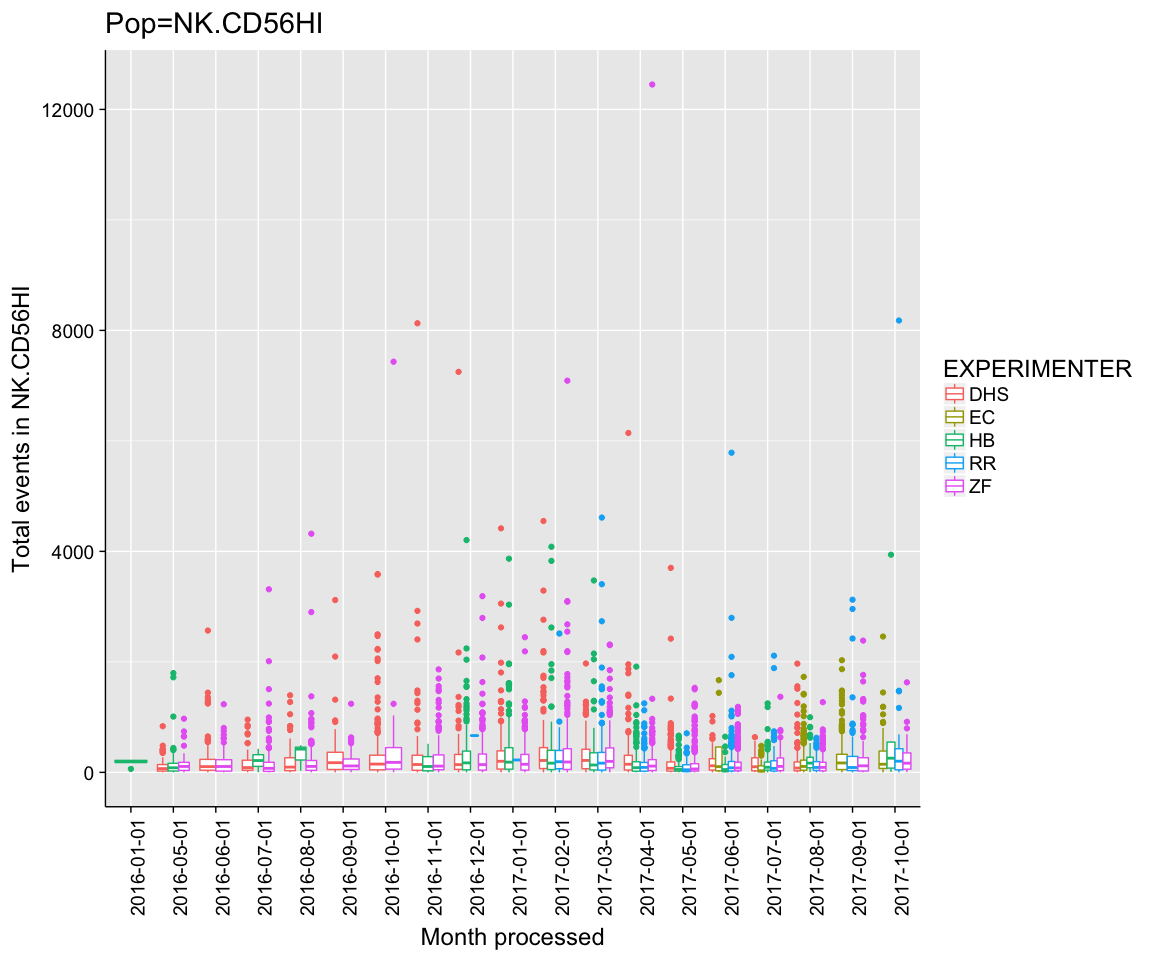 Pop=NK.CD56HI
Total events in NK.CD56HI
12000
8000
4000
0
2016-01-01
2016-05-01
2016-06-01
2016-07-01
2016-08-01
2016-09-01
2016-10-01
2016-11-01
2016-12-01
2017-01-01
2017-02-01
2017-03-01
2017-04-01
2017-05-01
2017-06-01
2017-07-01
2017-08-01
2017-09-01
2017-10-01
Month processed
EXPERIMENTER
DHS
EC
HB
RR
ZF